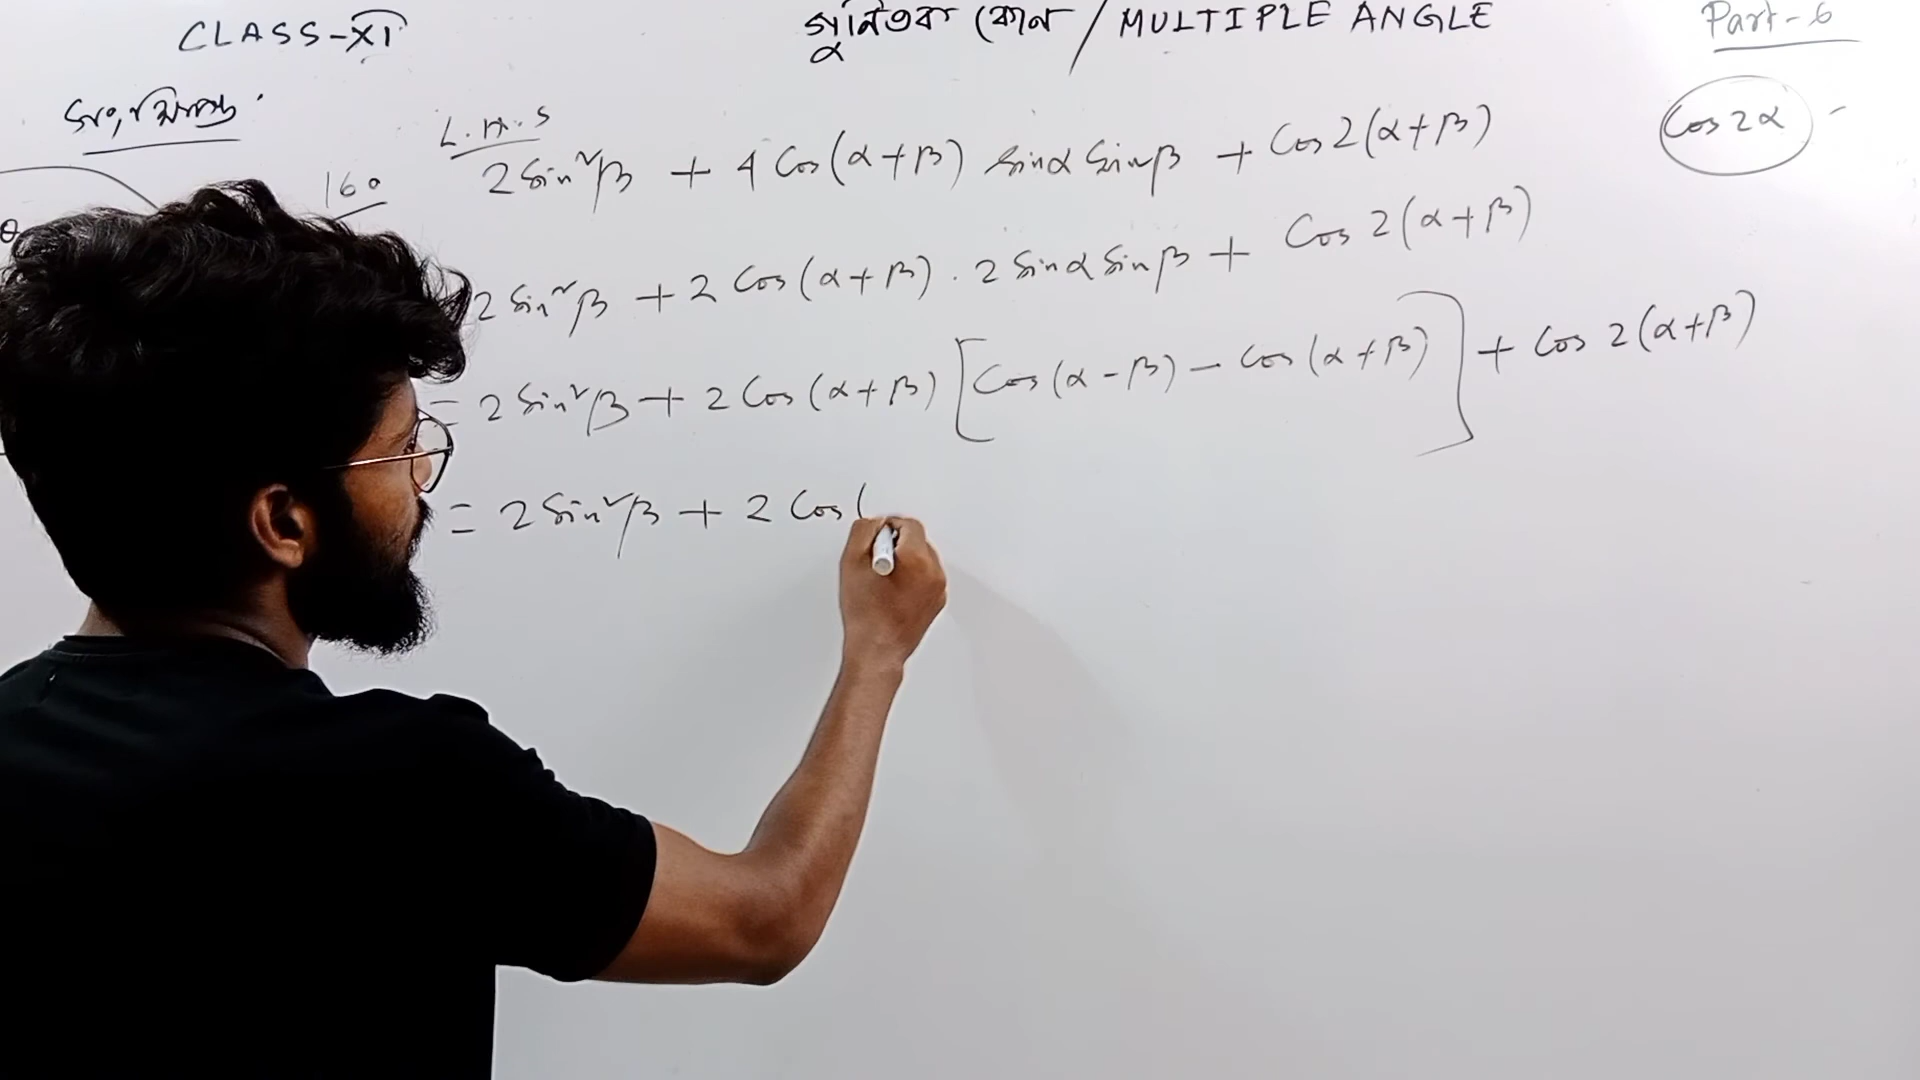 CLASS-XI
গুনিতক কোন / MULTIPLE ANGLE
Part-6
L.H.S
160
2 Sin²β + 4 Cos(α+β) sinα Sinβ + Cos 2(α+β)
Cos 2α
2 Sin²β + 2 Cos(α+β) . 2 Sinα Sinβ + Cos 2(α+β)
= 2 Sin²β + 2 Cos(α+β) [Cos(α-β) - Cos(α+β)] + Cos 2(α+β)
= 2 Sin²β + 2 Cos(
θ